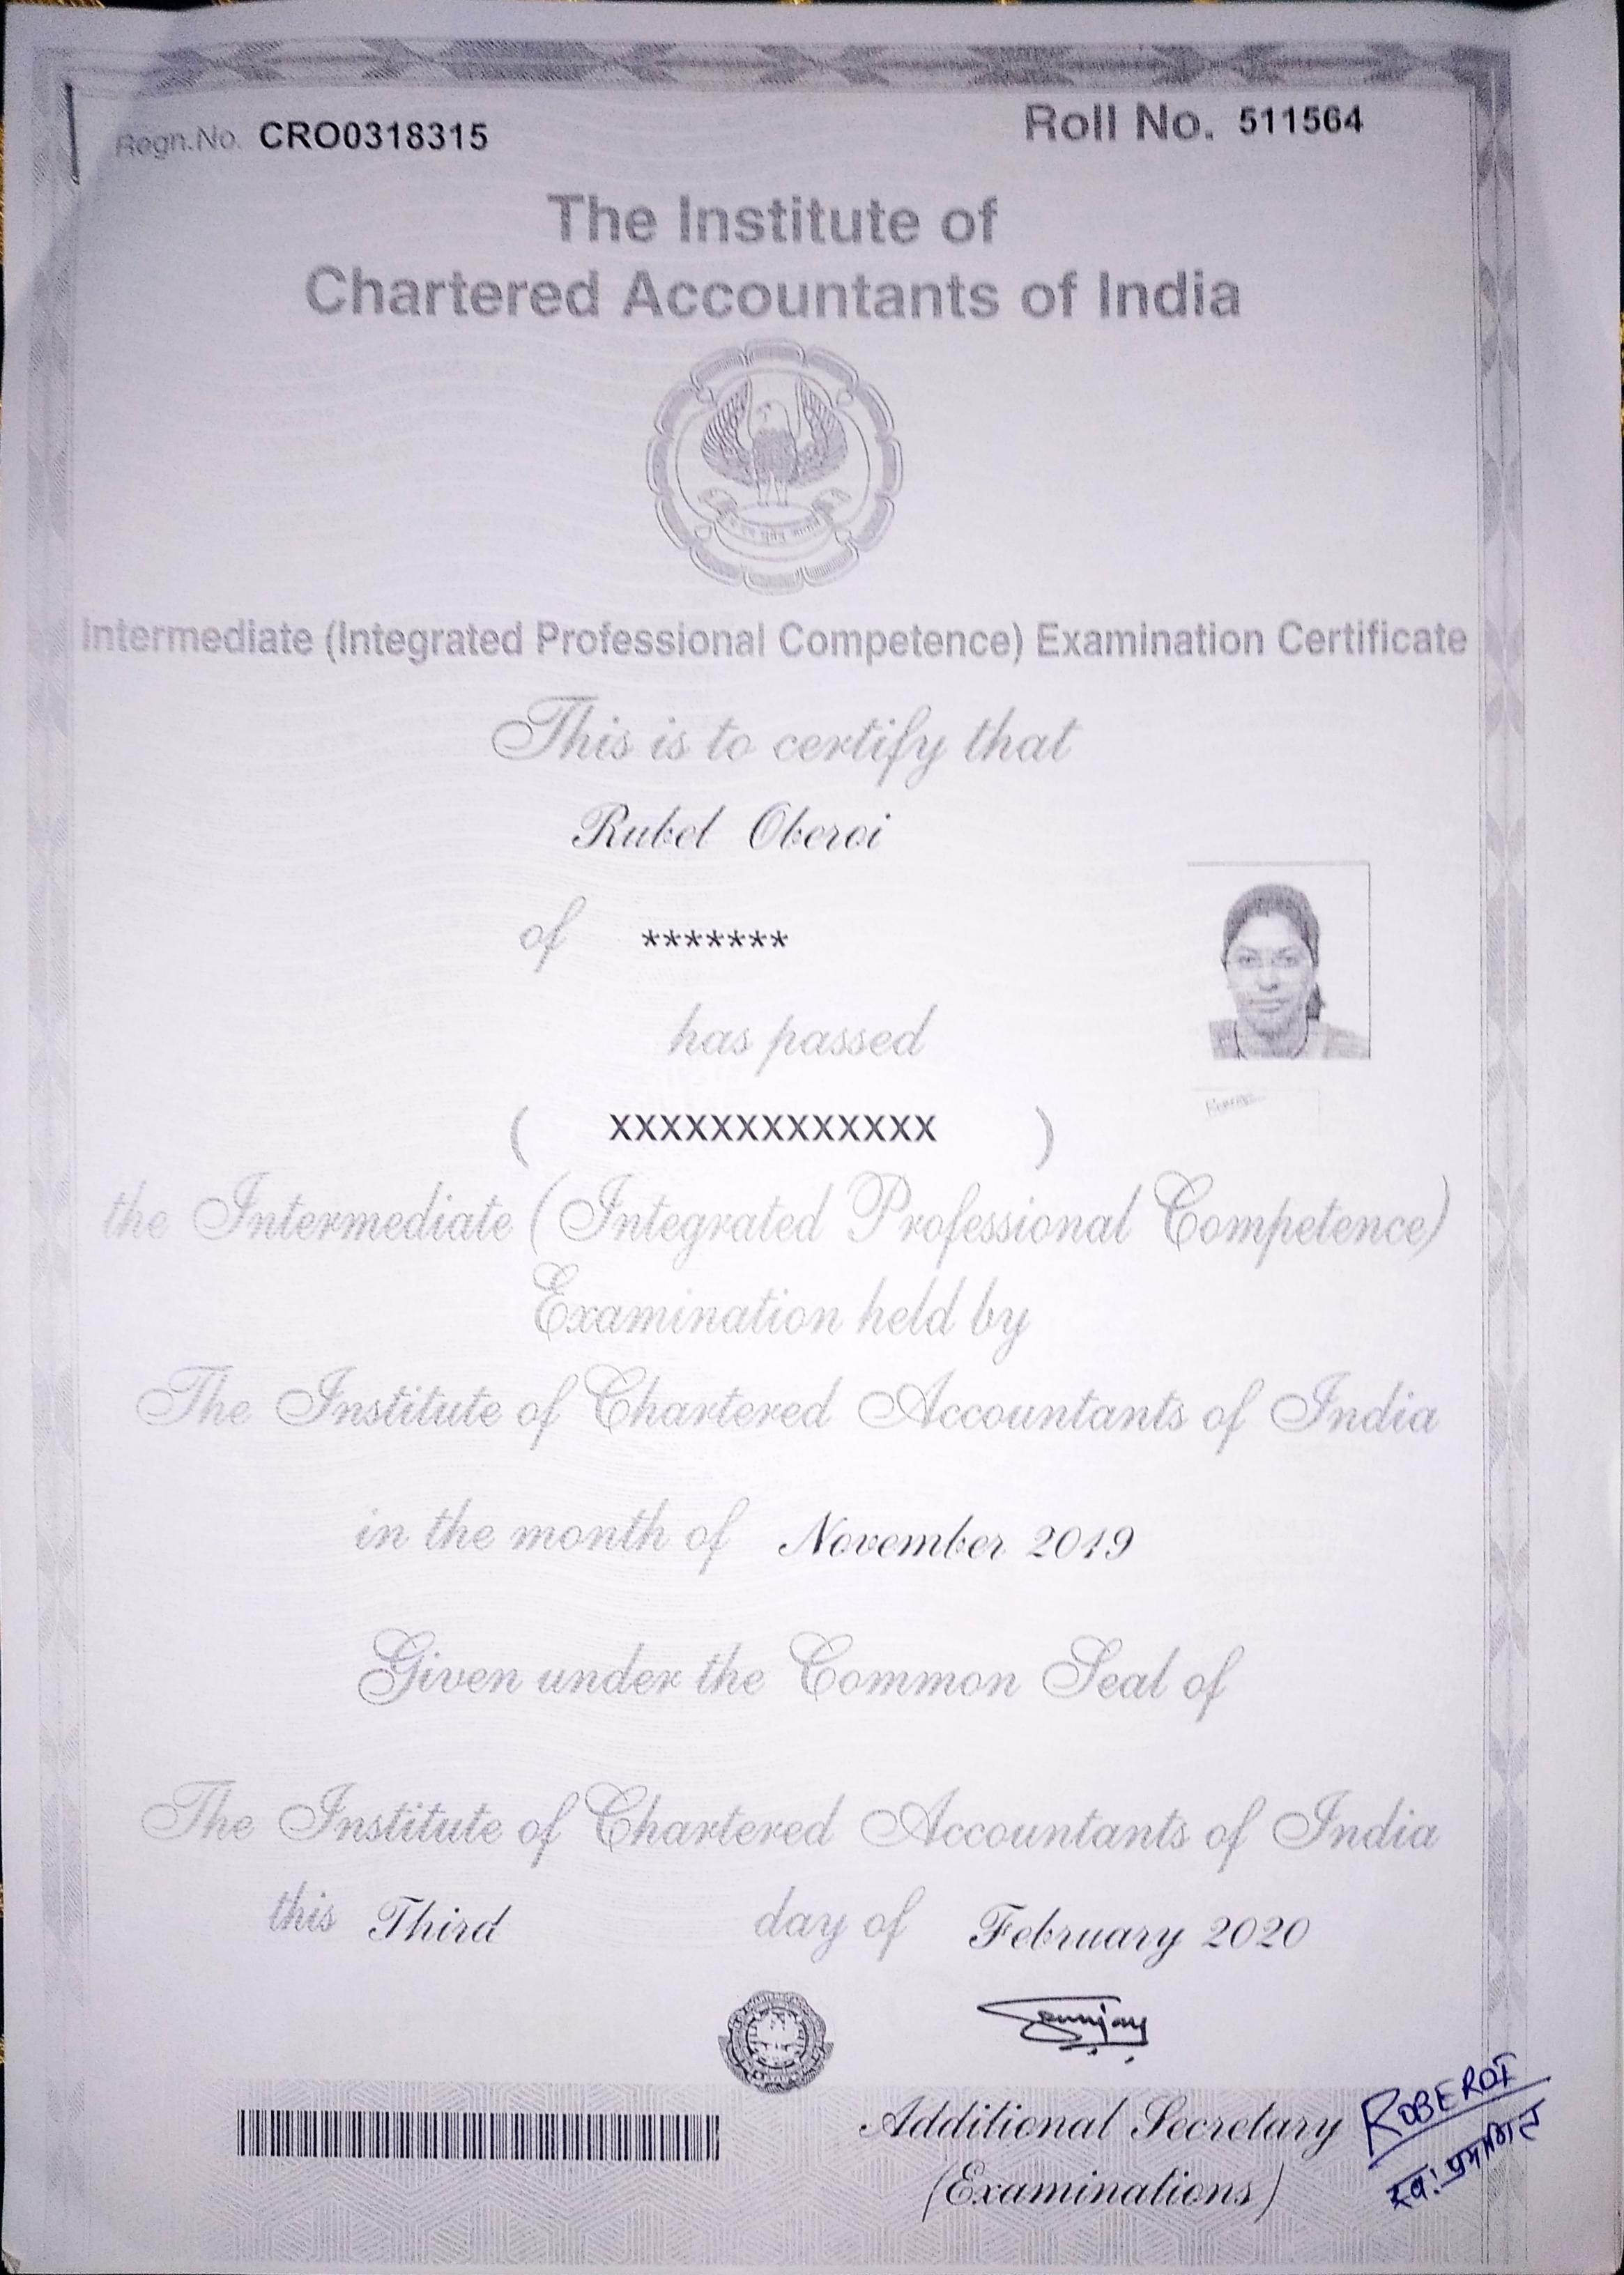 Regn.No. CRO0318315
Roll No. 511564
The Institute of
Chartered Accountants of India
Intermediate (Integrated Professional Competence) Examination Certificate
This is to certify that
Rubel Oberoi
of *******
has passed
( XXXXXXXXXXXXX )
the Intermediate (Integrated Professional Competence)
Examination held by
The Institute of Chartered Accountants of India
in the month of November 2019
Given under the Common Seal of
The Institute of Chartered Accountants of India
this Third day of February 2020
Additional Secretary
(Examinations)
ROBEROI